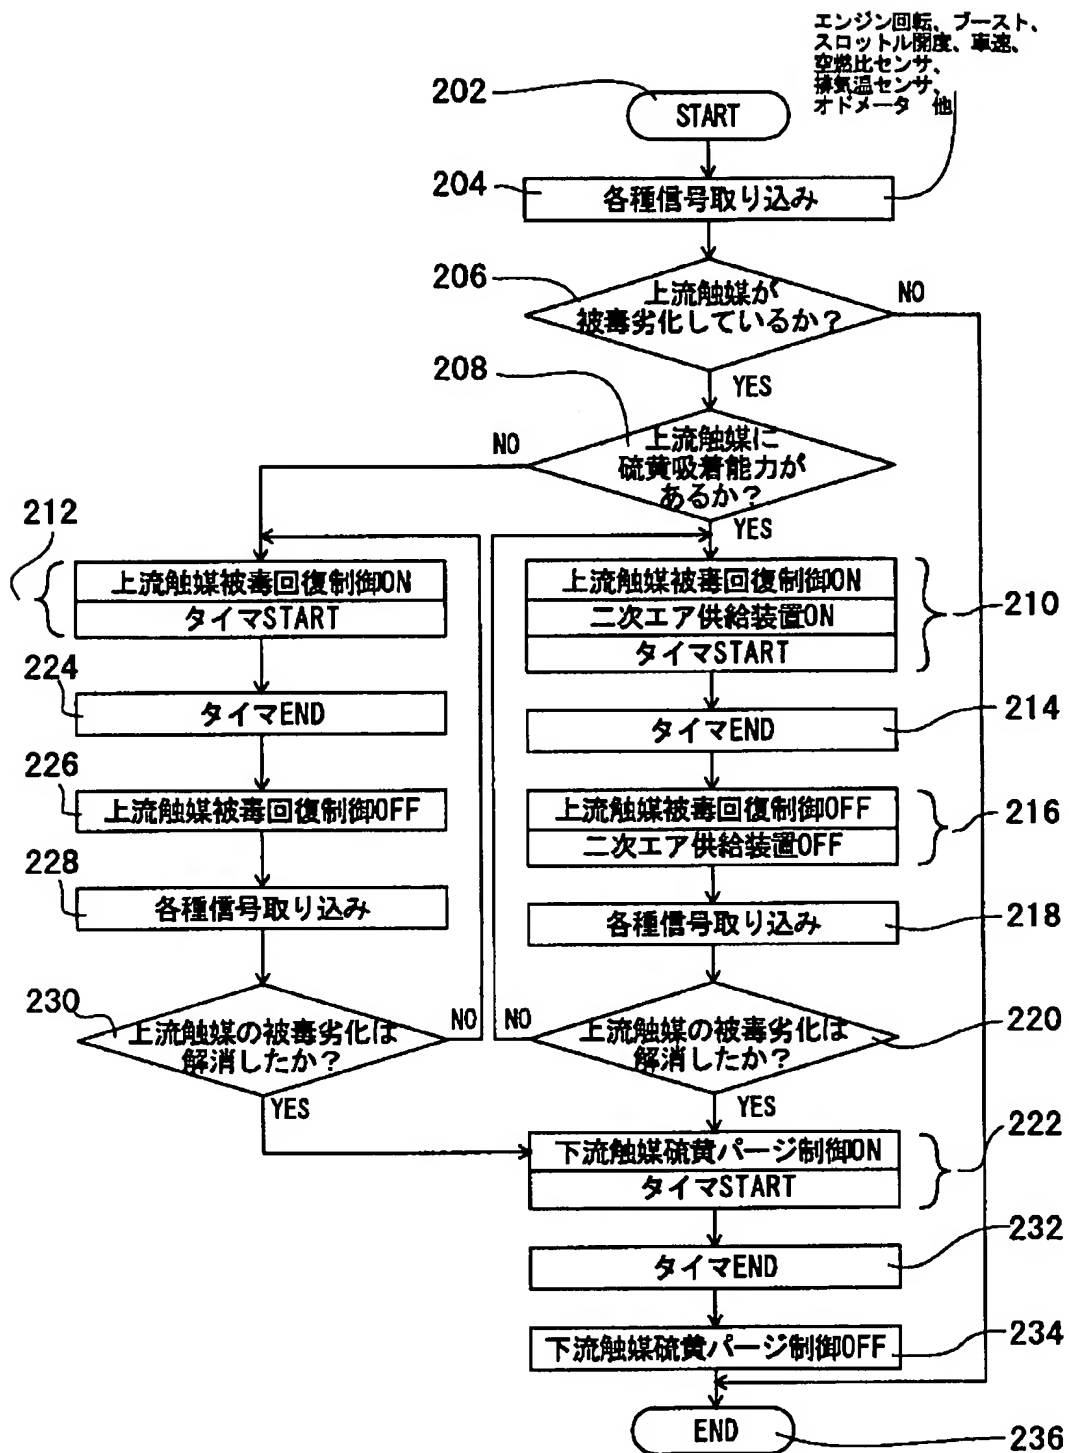 エンジン回転、ブースト、
スロットル開度、車速、
空燃比センサ、
排気温センサ、
オドメータ 他
202
START
204
各種信号取り込み
206
上流触媒が
被毒劣化しているか?
NO
YES
208
上流触媒に
硫黄吸着能力が
あるか?
NO
YES
212
上流触媒被毒回復制御ON
タイマSTART
上流触媒被毒回復制御ON
二次エア供給装置ON
タイマSTART
210
224
タイマEND
タイマEND
214
226
上流触媒被毒回復制御OFF
上流触媒被毒回復制御OFF
二次エア供給装置OFF
216
228
各種信号取り込み
各種信号取り込み
218
230
上流触媒の被毒劣化は
解消したか?
NO
YES
NO
上流触媒の被毒劣化は
解消したか?
220
YES
下流触媒硫黄パージ制御ON
タイマSTART
222
タイマEND
232
下流触媒硫黄パージ制御OFF
234
END
236